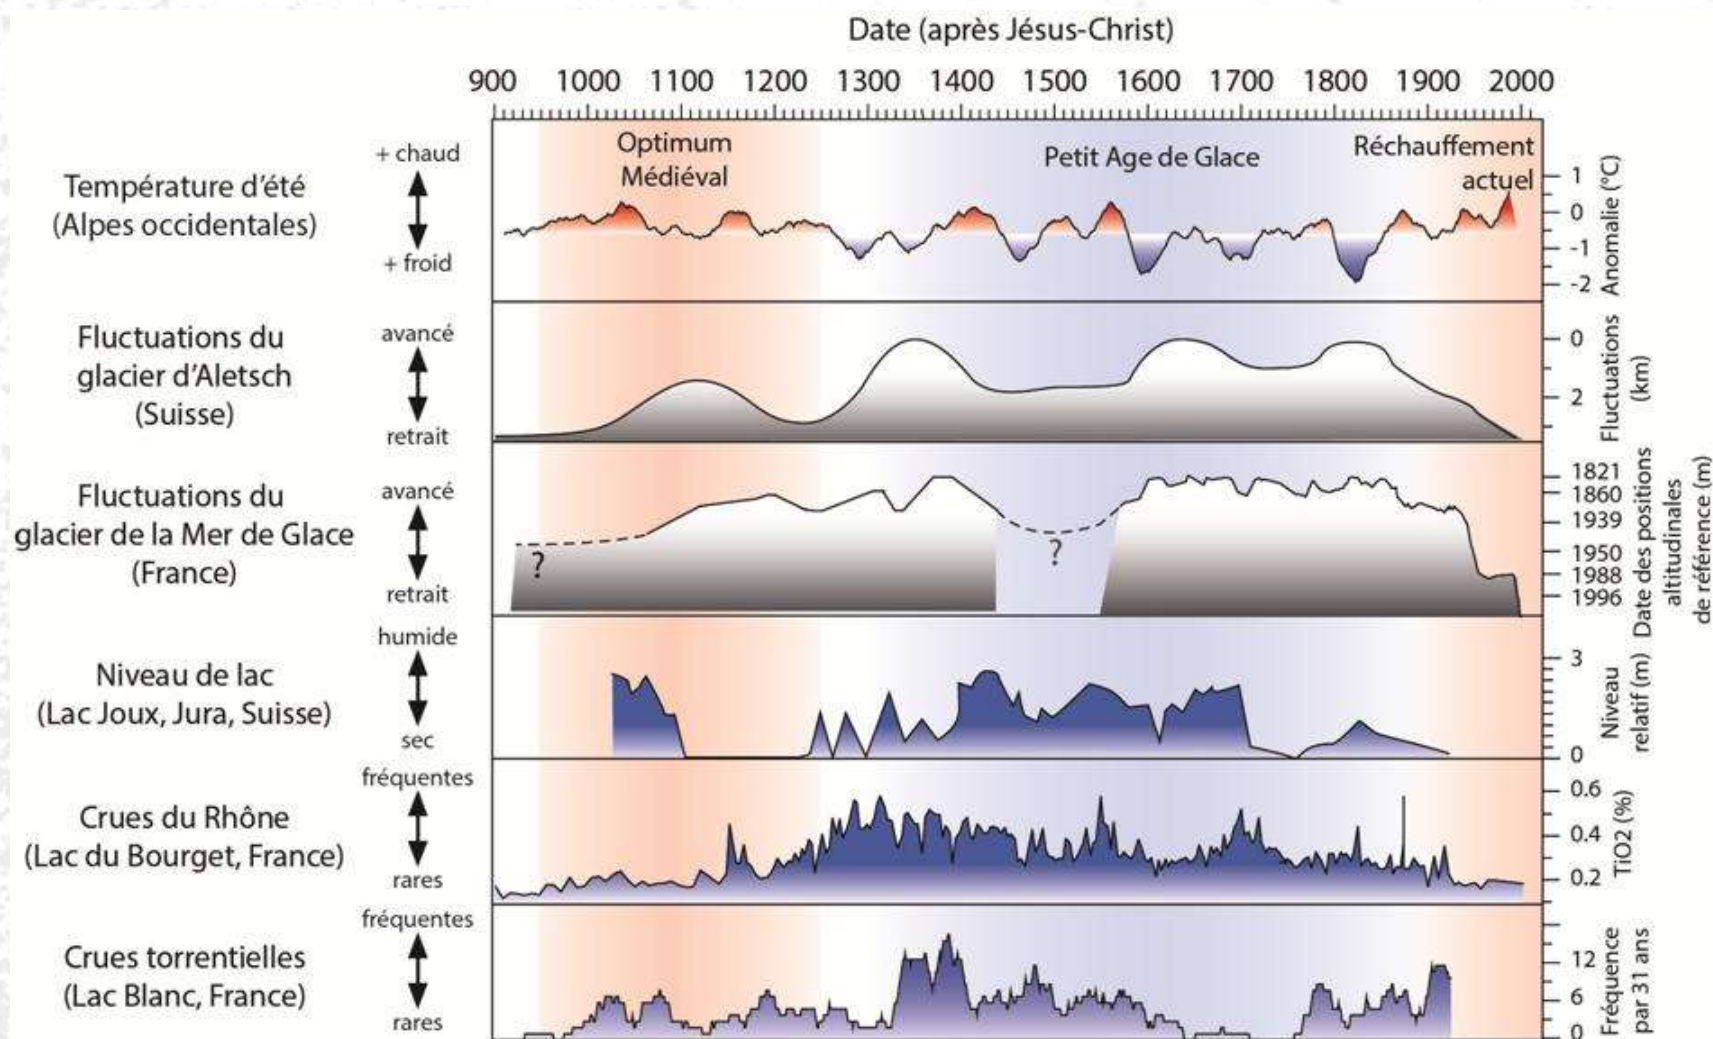 Date (après Jésus-Christ)
900 1000 1100 1200 1300 1400 1500 1600 1700 1800 1900 2000
Température d'été
(Alpes occidentales)
+ chaud
+ froid
Optimum
Médiéval
Petit Age de Glace
Réchauffement
actuel
1
0
-1
-2
Anomalie (°C)
Fluctuations du
glacier d'Aletsch
(Suisse)
avancé
retrait
0
2
Fluctuations
(km)
Fluctuations du
glacier de la Mer de Glace
(France)
avancé
retrait
?
?
1821
1860
1939
1950
1988
1996
Date des positions
altitudinales
de référence (m)
Niveau de lac
(Lac Joux, Jura, Suisse)
humide
sec
3
0
Niveau
relatif (m)
Crues du Rhône
(Lac du Bourget, France)
fréquentes
rares
0.6
0.4
0.2
TiO2 (%)
Crues torrentielles
(Lac Blanc, France)
fréquentes
rares
12
6
0
Fréquence
par 31 ans